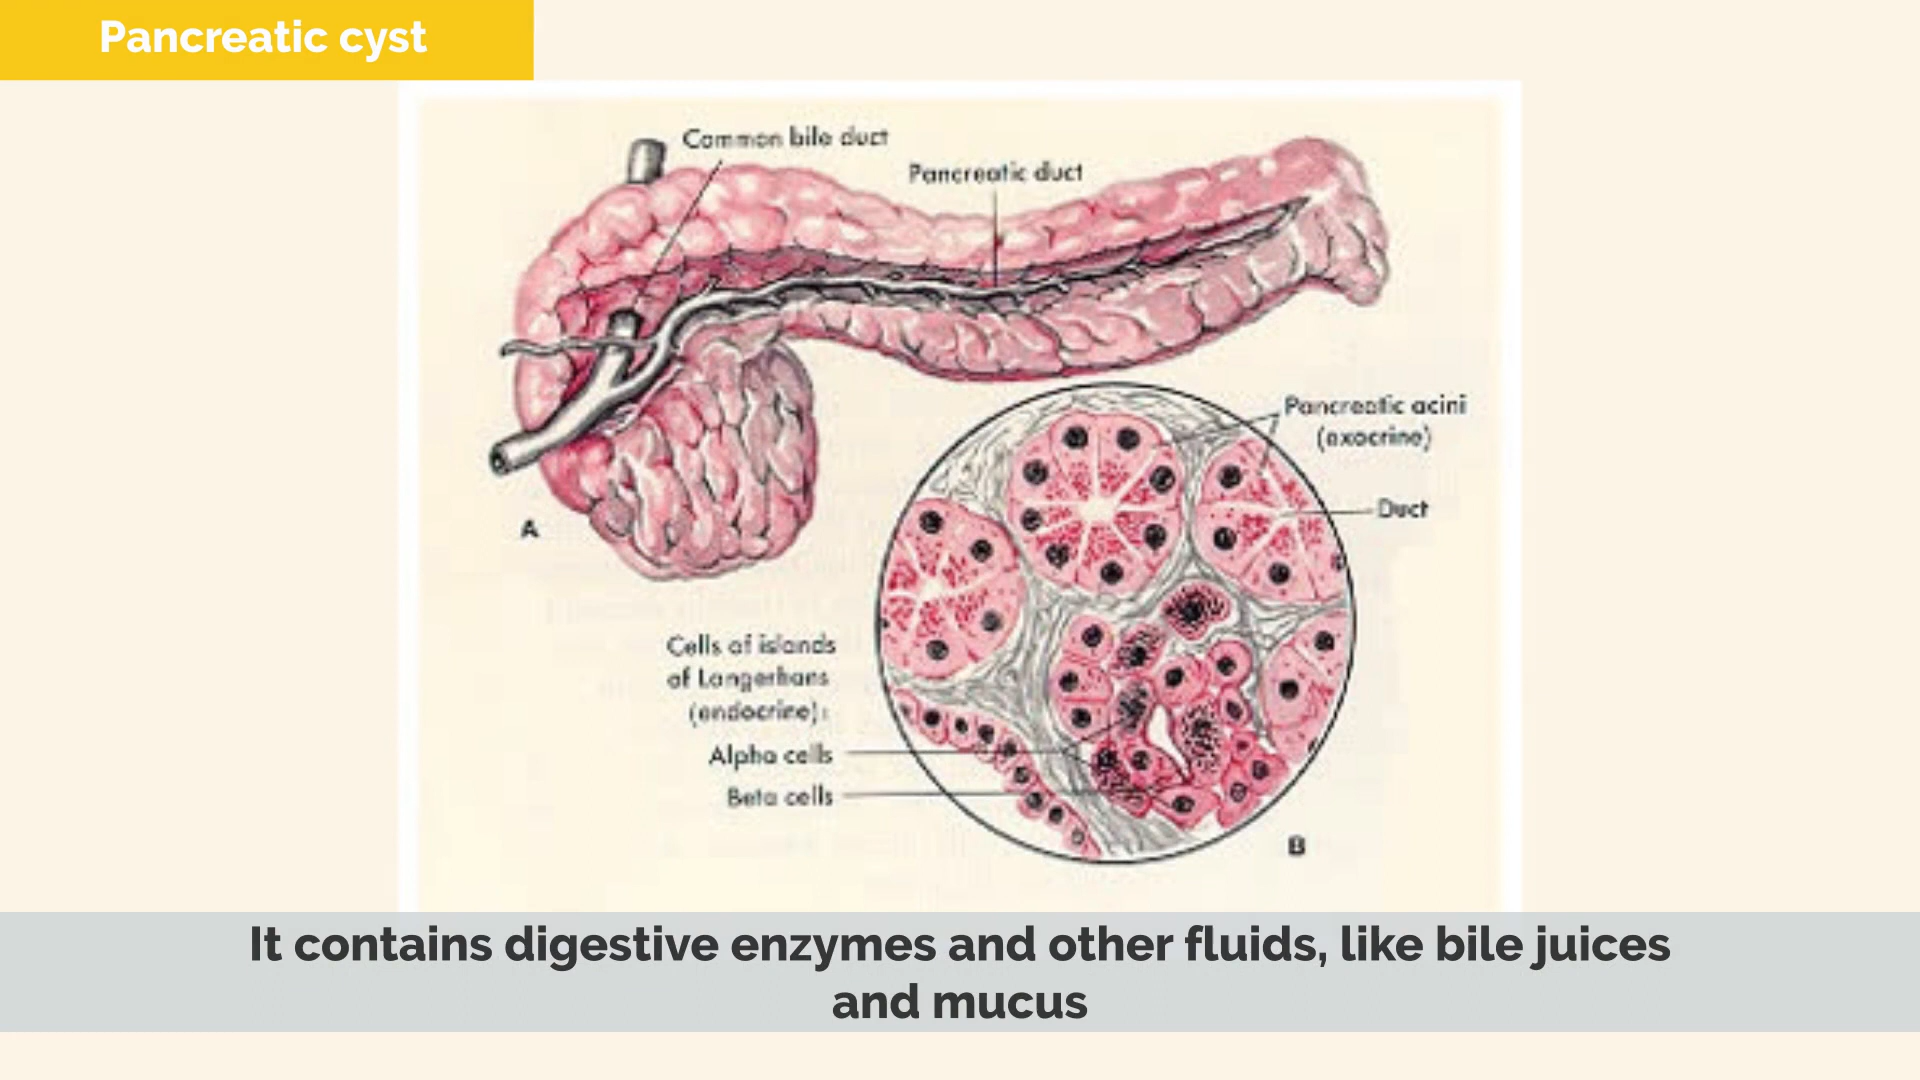 Pancreatic cyst
Common bile duct
Pancreatic duct
Pancreatic acini
(exocrine)
Duct
A
Cells of islands
of Langerhans
(endocrine):
Alpha cells
Beta cells
B
It contains digestive enzymes and other fluids, like bile juices
and mucus